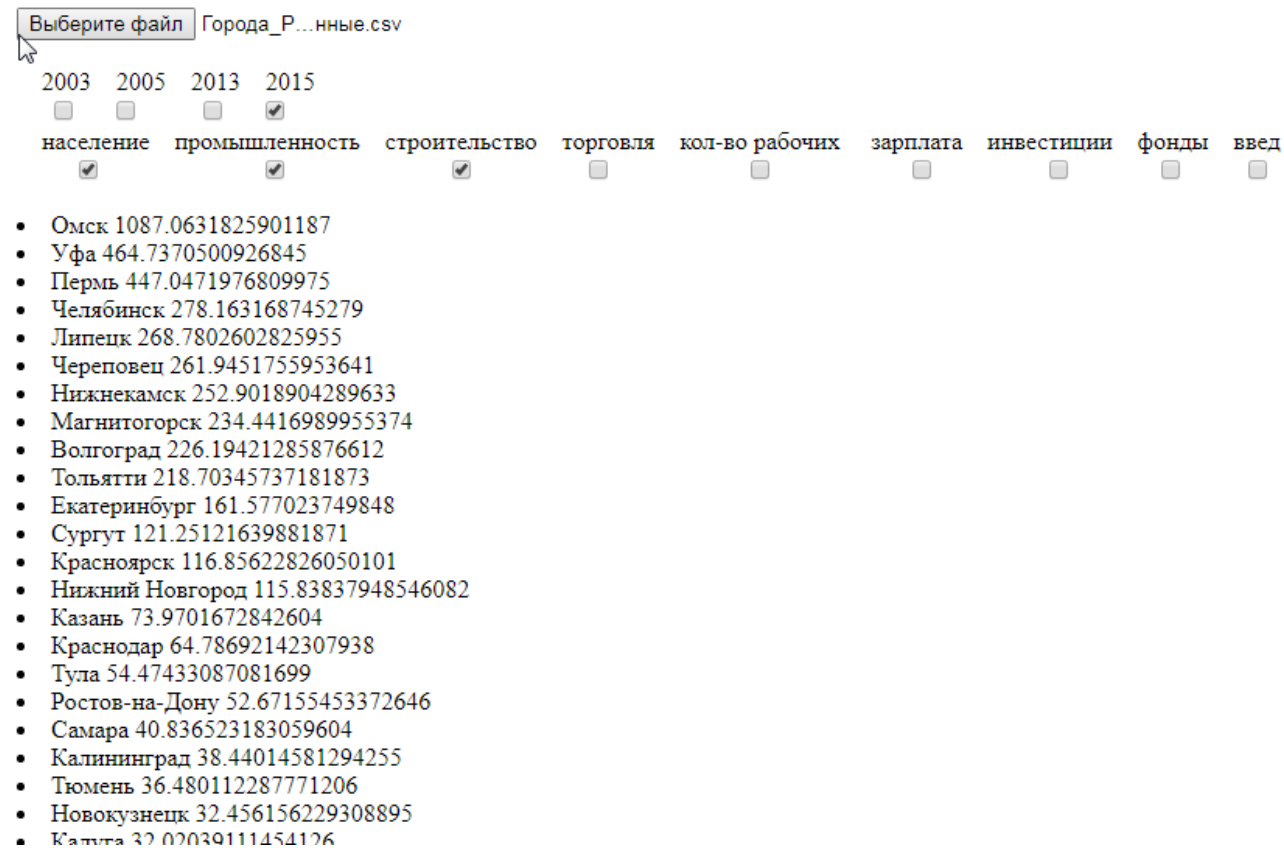 Выберите файл Города_Р...нные.csv
2003 2005 2013 2015
население промышленность строительство торговля кол-во рабочих зарплата инвестиции фонды введ
Омск 1087.0631825901187
Уфа 464.7370500926845
Пермь 447.0471976809975
Челябинск 278.163168745279
Липецк 268.7802602825955
Череповец 261.9451755953641
Нижнекамск 252.9018904289633
Магнитогорск 234.4416989955374
Волгоград 226.19421285876612
Тольятти 218.70345737181873
Екатеринбург 161.577023749848
Сургут 121.25121639881871
Красноярск 116.85622826050101
Нижний Новгород 115.83837948546082
Казань 73.9701672842604
Краснодар 64.78692142307938
Тула 54.47433087081699
Ростов-на-Дону 52.67155453372646
Самара 40.836523183059604
Калининград 38.44014581294255
Тюмень 36.480112287771206
Новокузнецк 32.456156229308895
Калуга 32.02039111454126